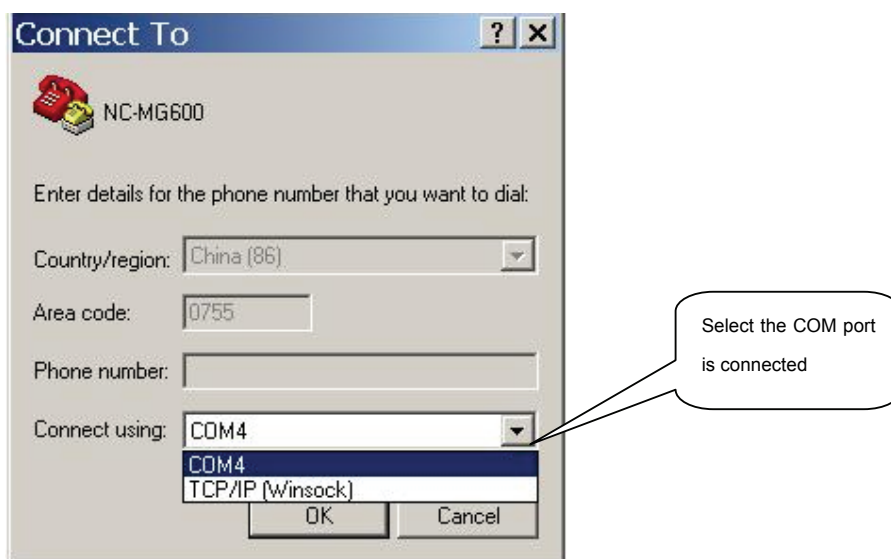 Connect To
? ×
NC-MG600
Enter details for the phone number that you want to dial:
Country/region: China (86)
Area code: 0755
Phone number:
Connect using: COM4
COM4
TCP/IP (Winsock)
OK Cancel
Select the COM port
is connected